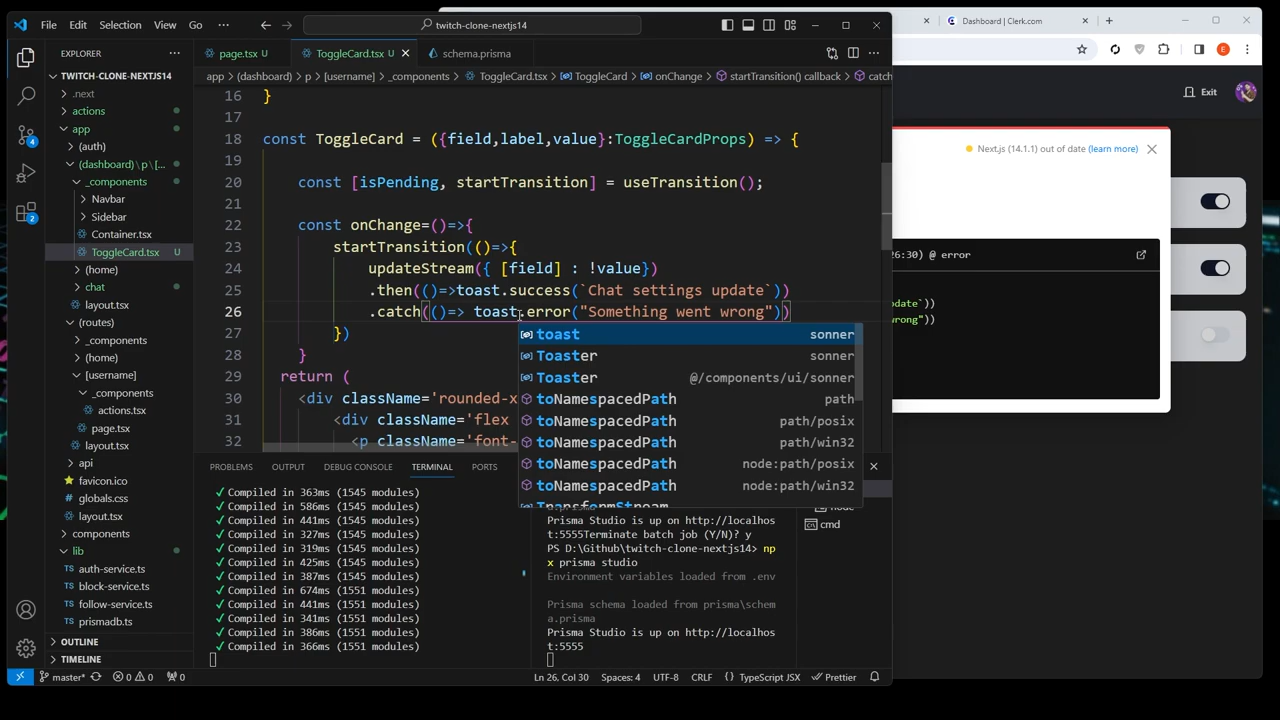 File Edit Selection View Go ··· twitch-clone-nextjs14
Dashboard | Clerk.com
EXPLORER
page.tsx U
ToggleCard.tsx U
schema.prisma
app > (dashboard) > p > [username] > _components > ToggleCard.tsx > ToggleCard > onChange > startTransition() callback > catch
TWITCH-CLONE-NEXTJS14
.next
actions
app
(auth)
(dashboard) \ p \ [...
_components
Navbar
Sidebar
Container.tsx
ToggleCard.tsx U
(home)
chat
layout.tsx
(routes)
_components
(home)
[username]
_components
actions.tsx
page.tsx
layout.tsx
api
favicon.ico
globals.css
layout.tsx
components
lib
auth-service.ts
block-service.ts
follow-service.ts
prismadb.ts
OUTLINE
TIMELINE
4
2
16 }
17
18 const ToggleCard = ({field,label,value}:ToggleCardProps) => {
19
20 const [isPending, startTransition] = useTransition();
21
22 const onChange=()=>{
23 startTransition(()=>{
24 updateStream({ [field] : !value})
25 .then(()=>toast.success(`Chat settings update`))
26 .catch(()=> toast.error("Something went wrong"))
27 })
28 }
29 return (
30 <div className='rounded-x
31 <div className='flex
32 <p className='font-
toast sonner
Toaster sonner
Toaster @/components/ui/sonner
toNamespacedPath path
toNamespacedPath path/posix
toNamespacedPath path/win32
toNamespacedPath node:path/posix
toNamespacedPath node:path/win32
TransformStream
PROBLEMS OUTPUT DEBUG CONSOLE TERMINAL PORTS
✓ Compiled in 363ms (1545 modules)
✓ Compiled in 586ms (1545 modules)
✓ Compiled in 441ms (1545 modules)
✓ Compiled in 327ms (1545 modules)
✓ Compiled in 319ms (1545 modules)
✓ Compiled in 425ms (1545 modules)
✓ Compiled in 387ms (1545 modules)
✓ Compiled in 674ms (1551 modules)
✓ Compiled in 441ms (1551 modules)
✓ Compiled in 341ms (1551 modules)
✓ Compiled in 386ms (1551 modules)
✓ Compiled in 366ms (1551 modules)
Prisma Studio is up on http://localhos
t:5555Terminate batch job (Y/N)? y
PS D:\Github\twitch-clone-nextjs14> np
x prisma studio
Environment variables loaded from .env
Prisma schema loaded from prisma\schem
a.prisma
Prisma Studio is up on http://localhos
t:5555
node
cmd
master* 0 0 0 Ln 26, Col 30 Spaces: 4 UTF-8 CRLF { } TypeScript JSX Prettier
E
Exit
Next.js (14.1.1) out of date (learn more)
26:30) @ error
date`))
rong"))